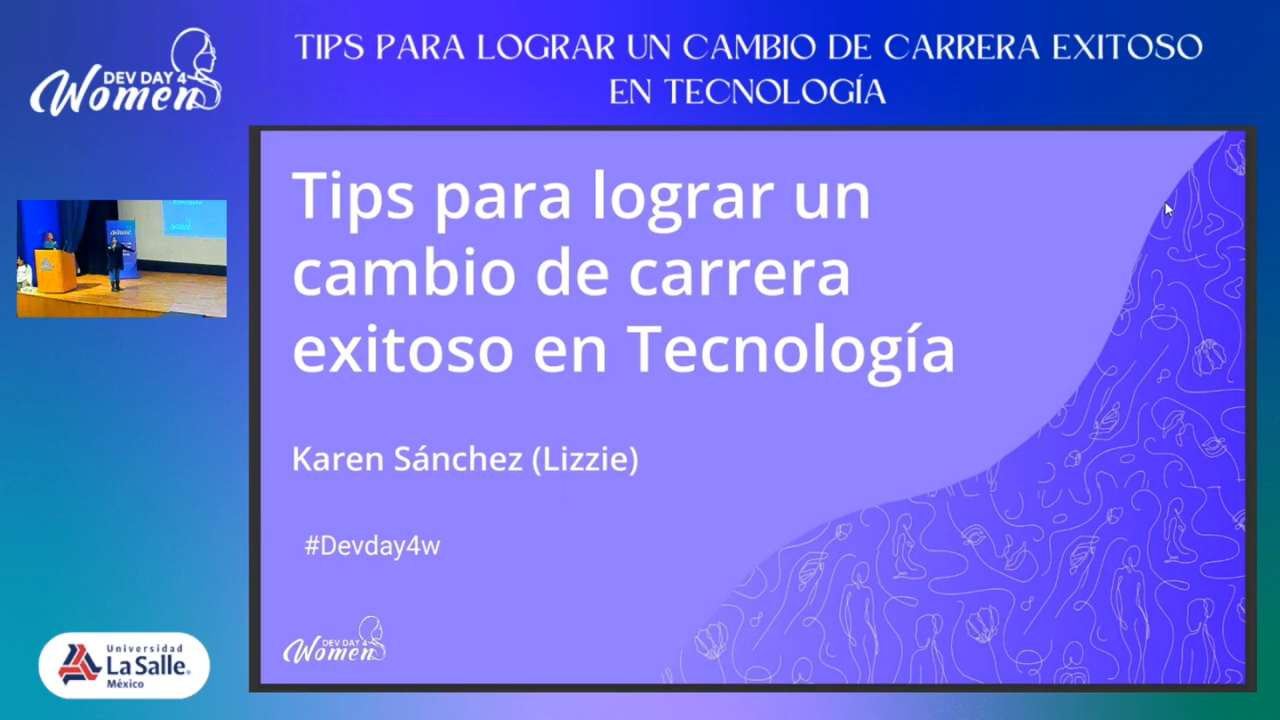 DEV DAY 4
Women
TIPS PARA LOGRAR UN CAMBIO DE CARRERA EXITOSO
EN TECNOLOGÍA
Tips para lograr un
cambio de carrera
exitoso en Tecnología
Karen Sánchez (Lizzie)
#Devday4w
DEV DAY 4
Women
Universidad
La Salle
México